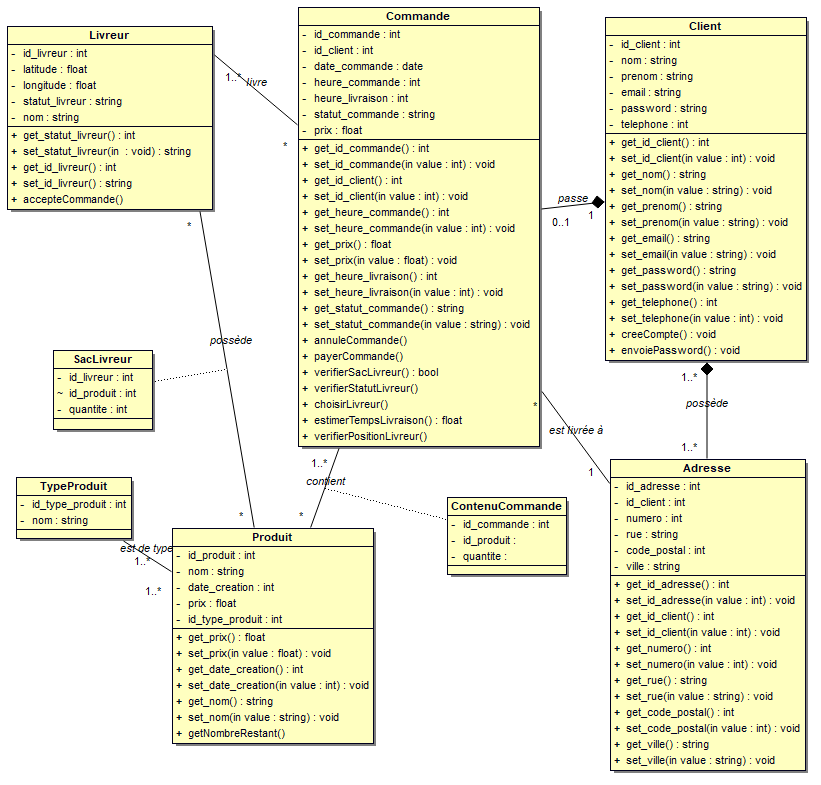 Livreur
- id_livreur : int
- latitude : float
- longitude : float
- statut_livreur : string
- nom : string
+ get_statut_livreur() : int
+ set_statut_livreur(in  : void) : string
+ get_id_livreur() : int
+ set_id_livreur() : string
+ accepteCommande()
1..*
livre
*
Commande
- id_commande : int
- id_client : int
- date_commande : date
- heure_commande : int
- heure_livraison : int
- statut_commande : string
- prix : float
+ get_id_commande() : int
+ set_id_commande(in value : int) : void
+ get_id_client() : int
+ set_id_client(in value : int) : void
+ get_heure_commande() : int
+ set_heure_commande(in value : int) : void
+ get_prix() : float
+ set_prix(in value : float) : void
+ get_heure_livraison() : int
+ set_heure_livraison(in value : int) : void
+ get_statut_commande() : string
+ set_statut_commande(in value : string) : void
+ annuleCommande()
+ payerCommande()
+ verifierSacLivreur() : bool
+ verifierStatutLivreur()
+ choisirLivreur()
+ estimerTempsLivraison() : float
+ verifierPositionLivreur()
passe
0..1
1
Client
- id_client : int
- nom : string
- prenom : string
- email : string
- password : string
- telephone : int
+ get_id_client() : int
+ set_id_client(in value : int) : void
+ get_nom() : string
+ set_nom(in value : string) : void
+ get_prenom() : string
+ set_prenom(in value : string) : void
+ get_email() : string
+ set_email(in value : string) : void
+ get_password() : string
+ set_password(in value : string) : void
+ get_telephone() : int
+ set_telephone(in value : int) : void
+ creeCompte() : void
+ envoiePassword() : void
*
possède
*
SacLivreur
- id_livreur : int
~ id_produit : int
- quantite : int
1..*
possède
1..*
*
est livrée à
1
TypeProduit
- id_type_produit : int
- nom : string
est de type
1..*
1..*
1..*
contient
*
ContenuCommande
- id_commande : int
- id_produit :
- quantite :
Produit
- id_produit : int
- nom : string
- date_creation : int
- prix : float
- id_type_produit : int
+ get_prix() : float
+ set_prix(in value : float) : void
+ get_date_creation() : int
+ set_date_creation(in value : int) : void
+ get_nom() : string
+ set_nom(in value : string) : void
+ getNombreRestant()
Adresse
- id_adresse : int
- id_client : int
- numero : int
- rue : string
- code_postal : int
- ville : string
+ get_id_adresse() : int
+ set_id_adresse(in value : int) : void
+ get_id_client() : int
+ set_id_client(in value : int) : void
+ get_numero() : int
+ set_numero(in value : int) : void
+ get_rue() : string
+ set_rue(in value : string) : void
+ get_code_postal() : int
+ set_code_postal(in value : int) : void
+ get_ville() : string
+ set_ville(in value : string) : void